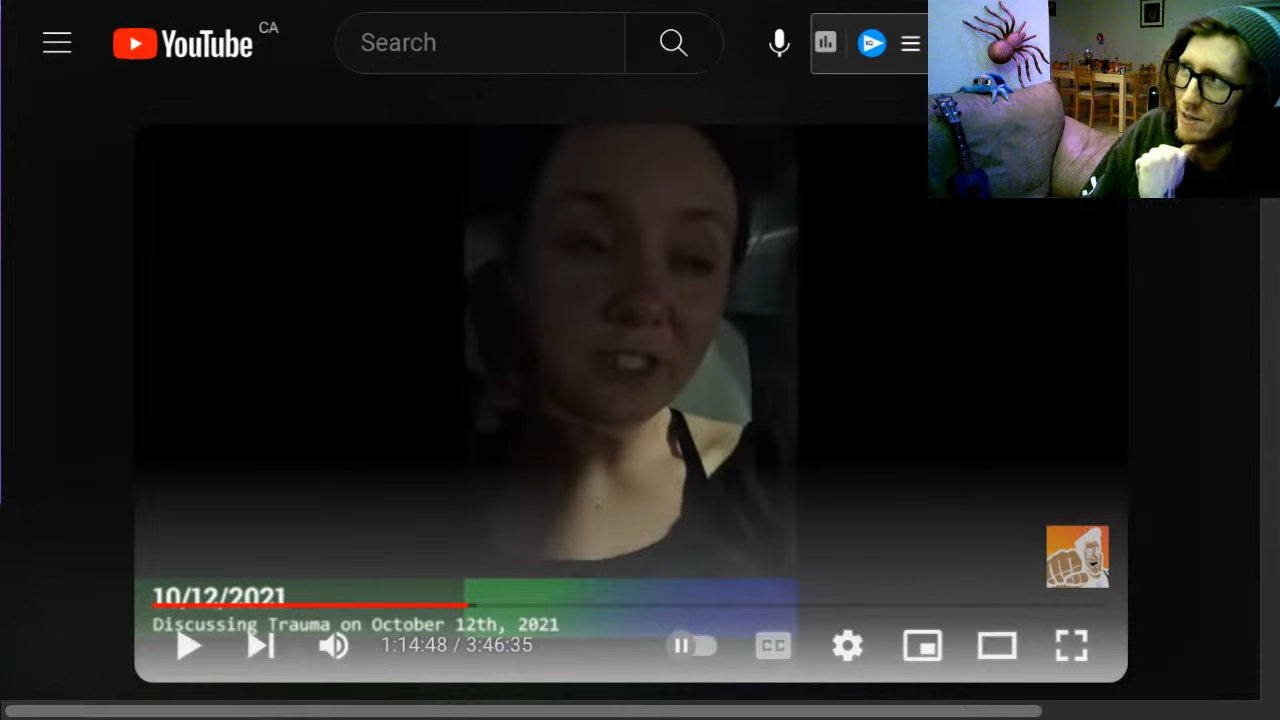 YouTube CA
Search
10/12/2021
Discussing Trauma on October 12th, 2021
1:14:48 / 3:46:35
CC